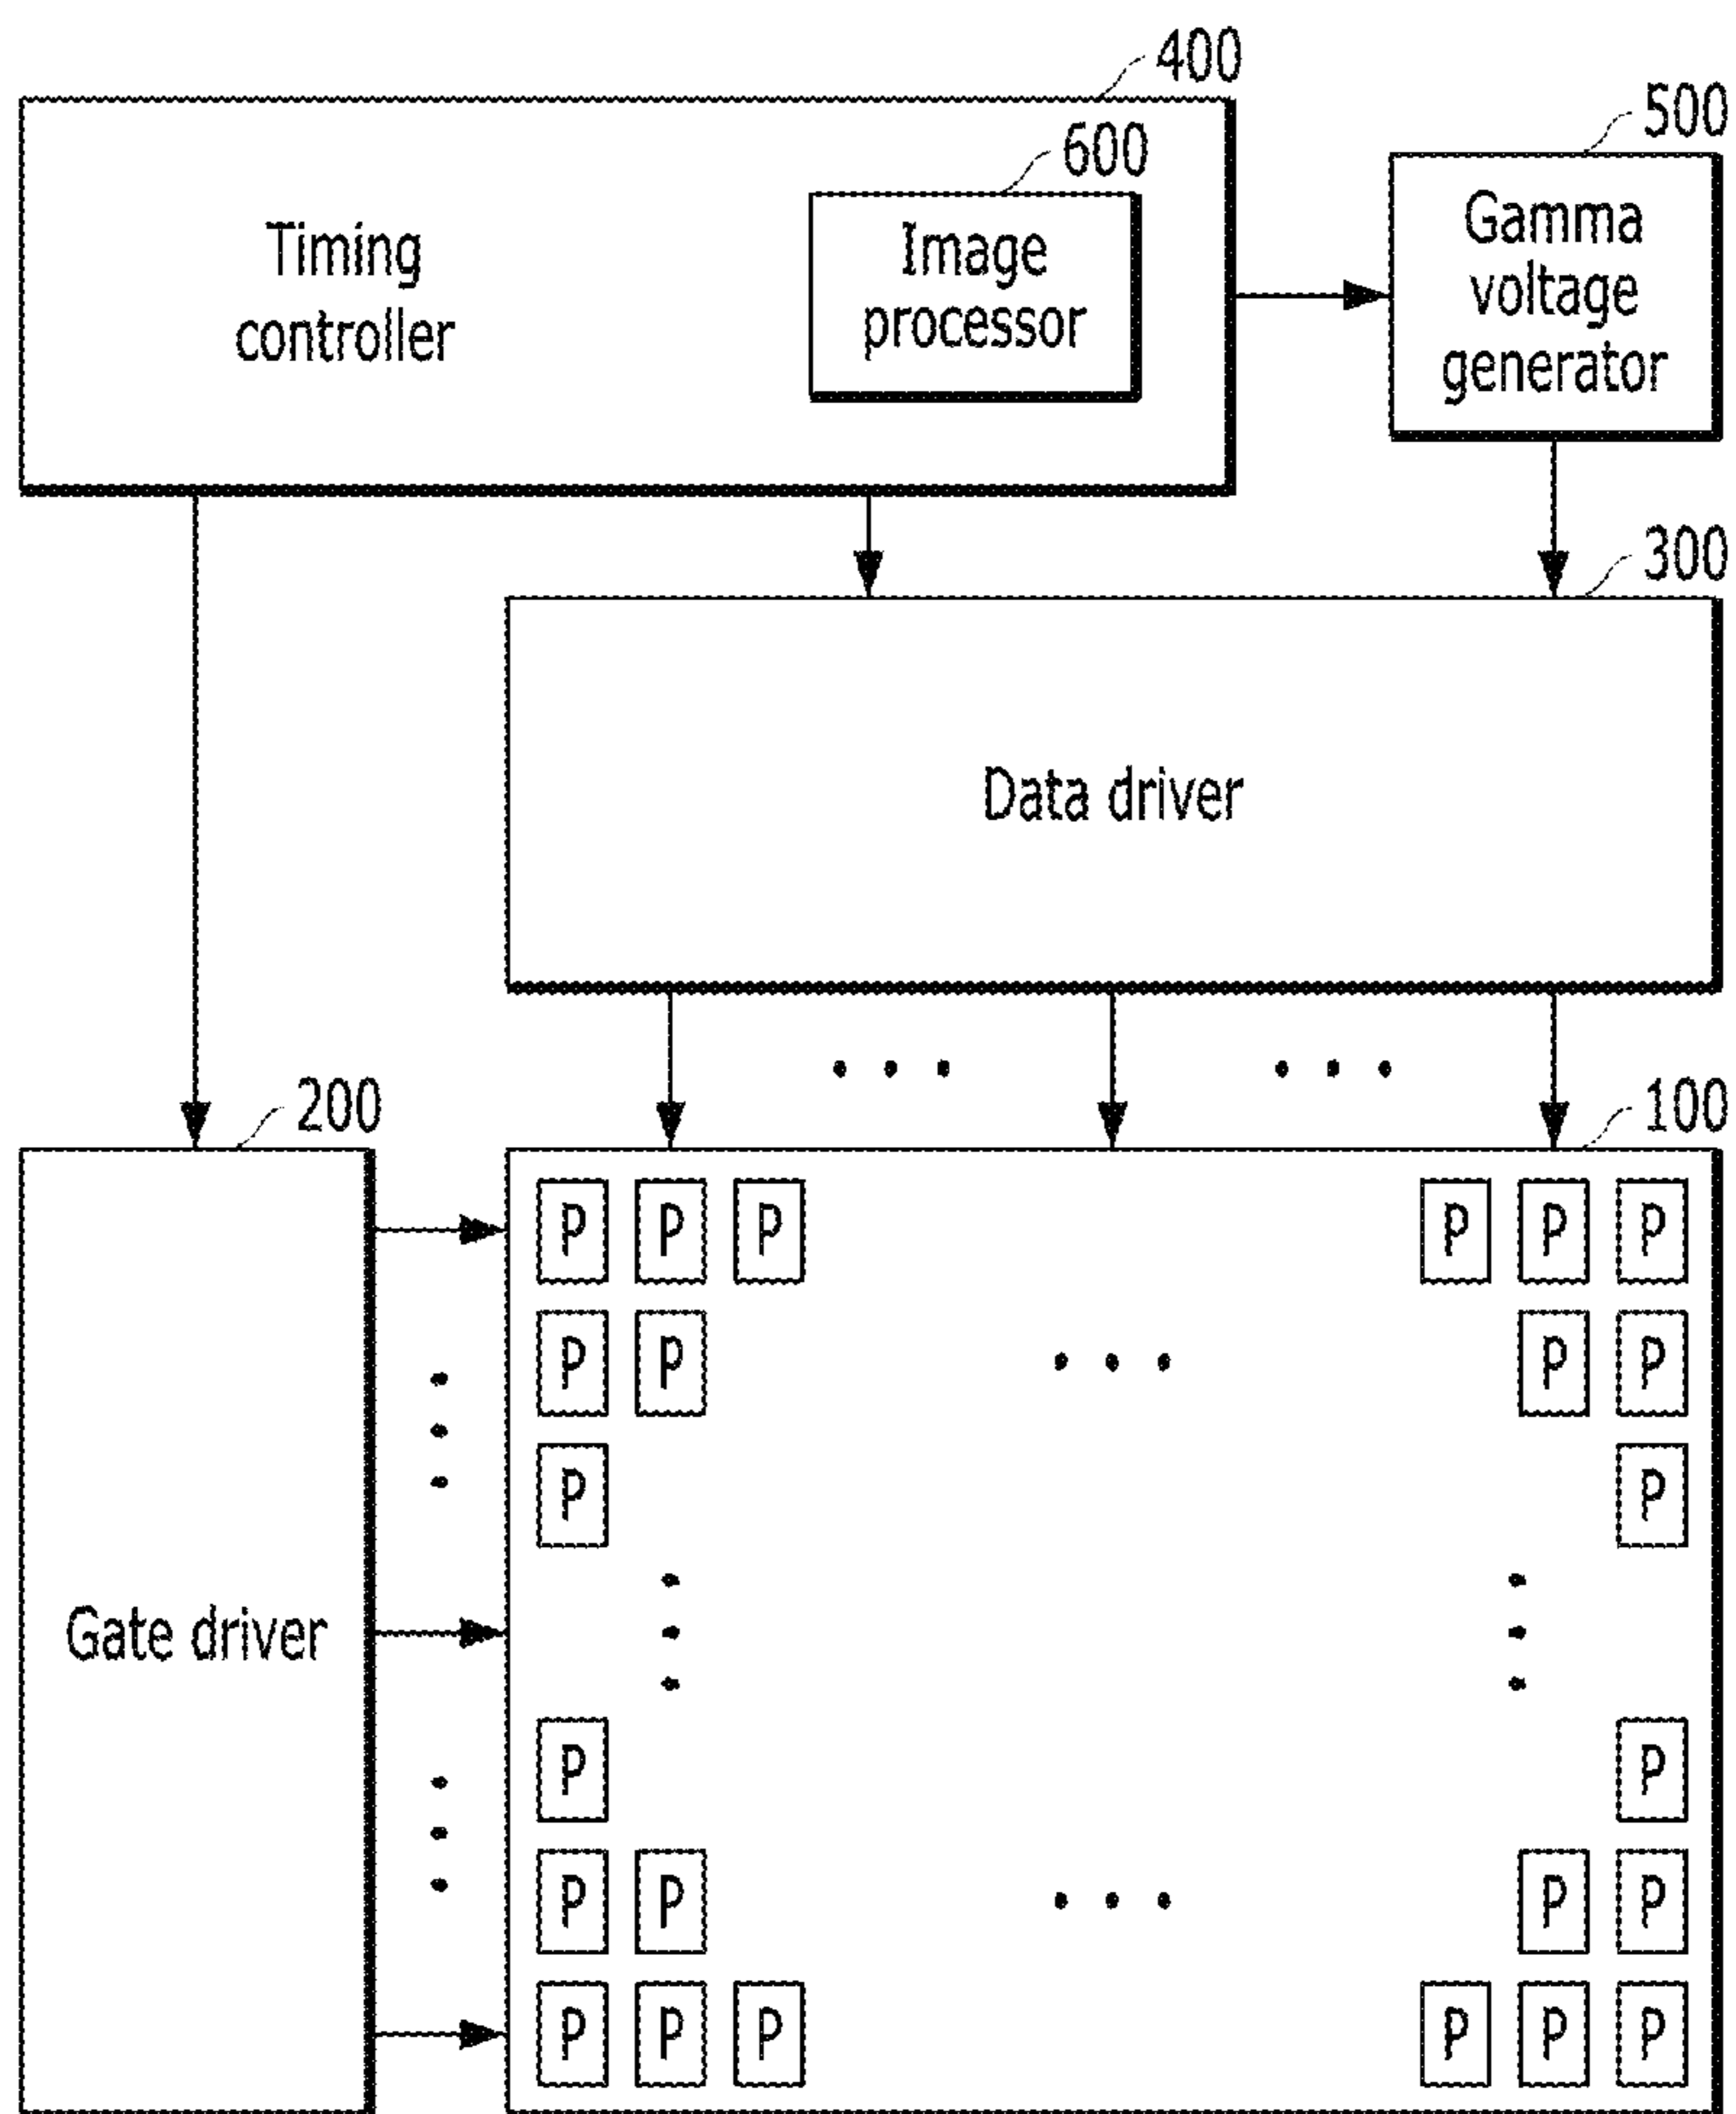 400
500
600
Timing
controller
Image
processor
Gamma
voltage
generator
300
Data driver
200
100
P P P P P P
P P P P
P P
Gate driver
P P
P P P P
P P P P P P